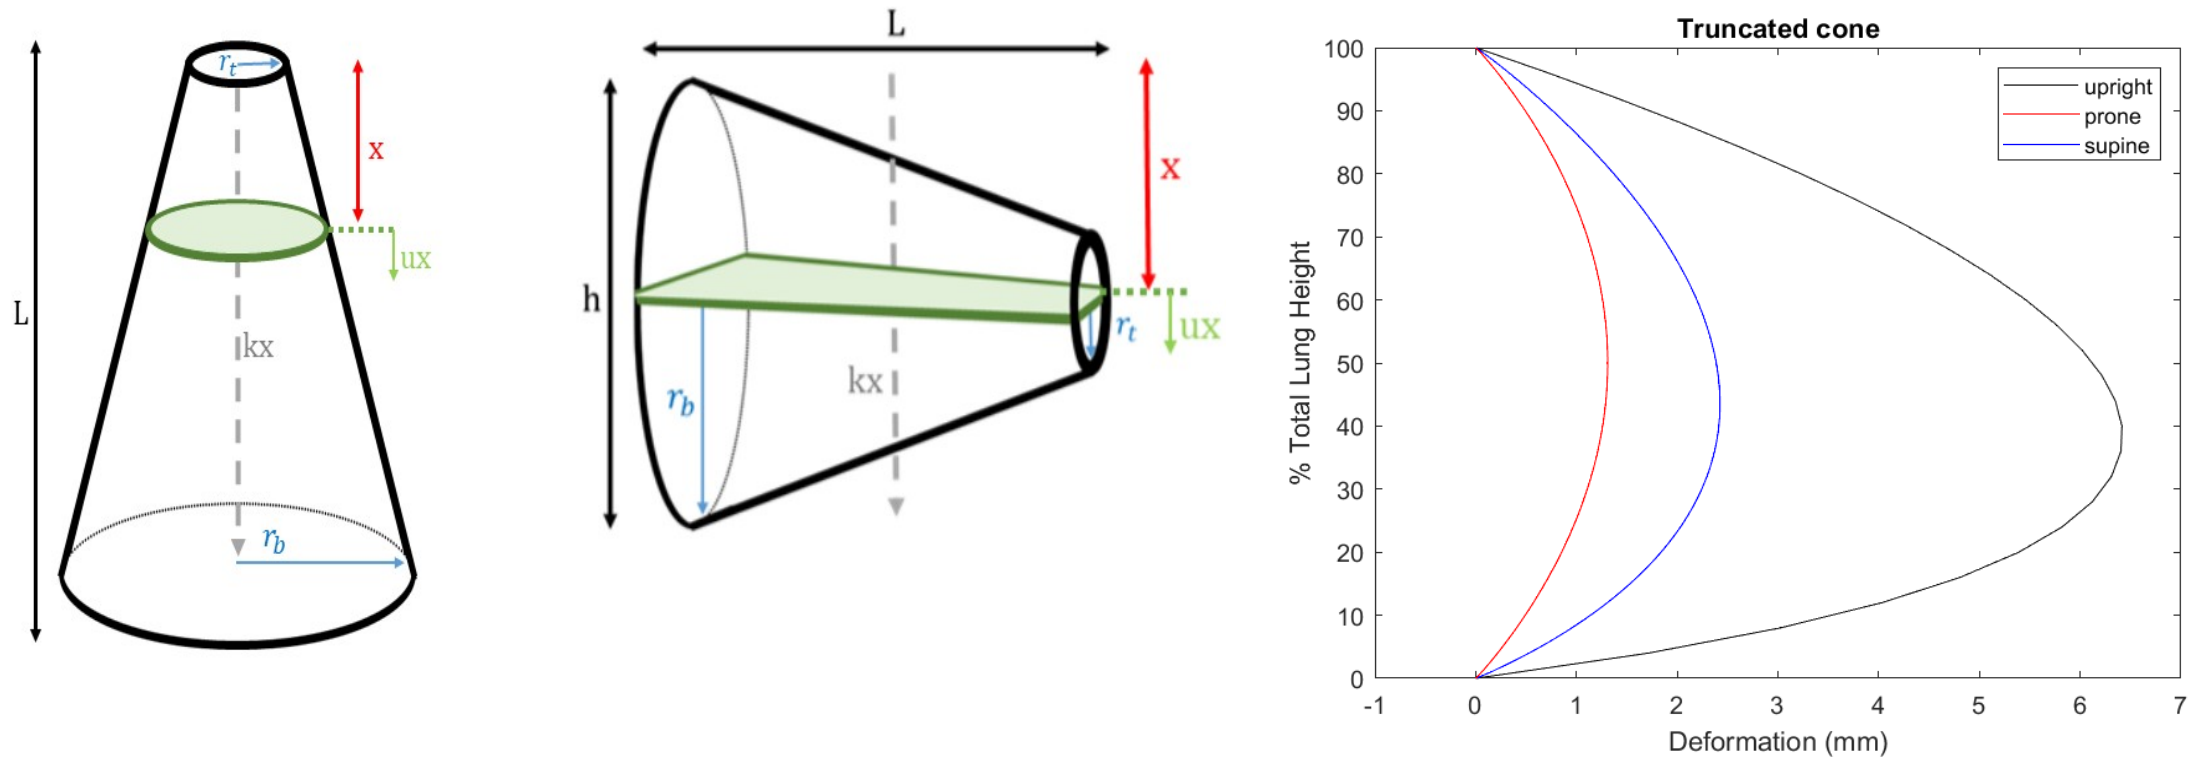 r_t
x
ux
L
kx
r_b
L
x
h
r_t
ux
kx
r_b
Truncated cone
upright
prone
supine
100
90
80
70
60
50
40
30
20
10
0
% Total Lung Height
-1 0 1 2 3 4 5 6 7
Deformation (mm)